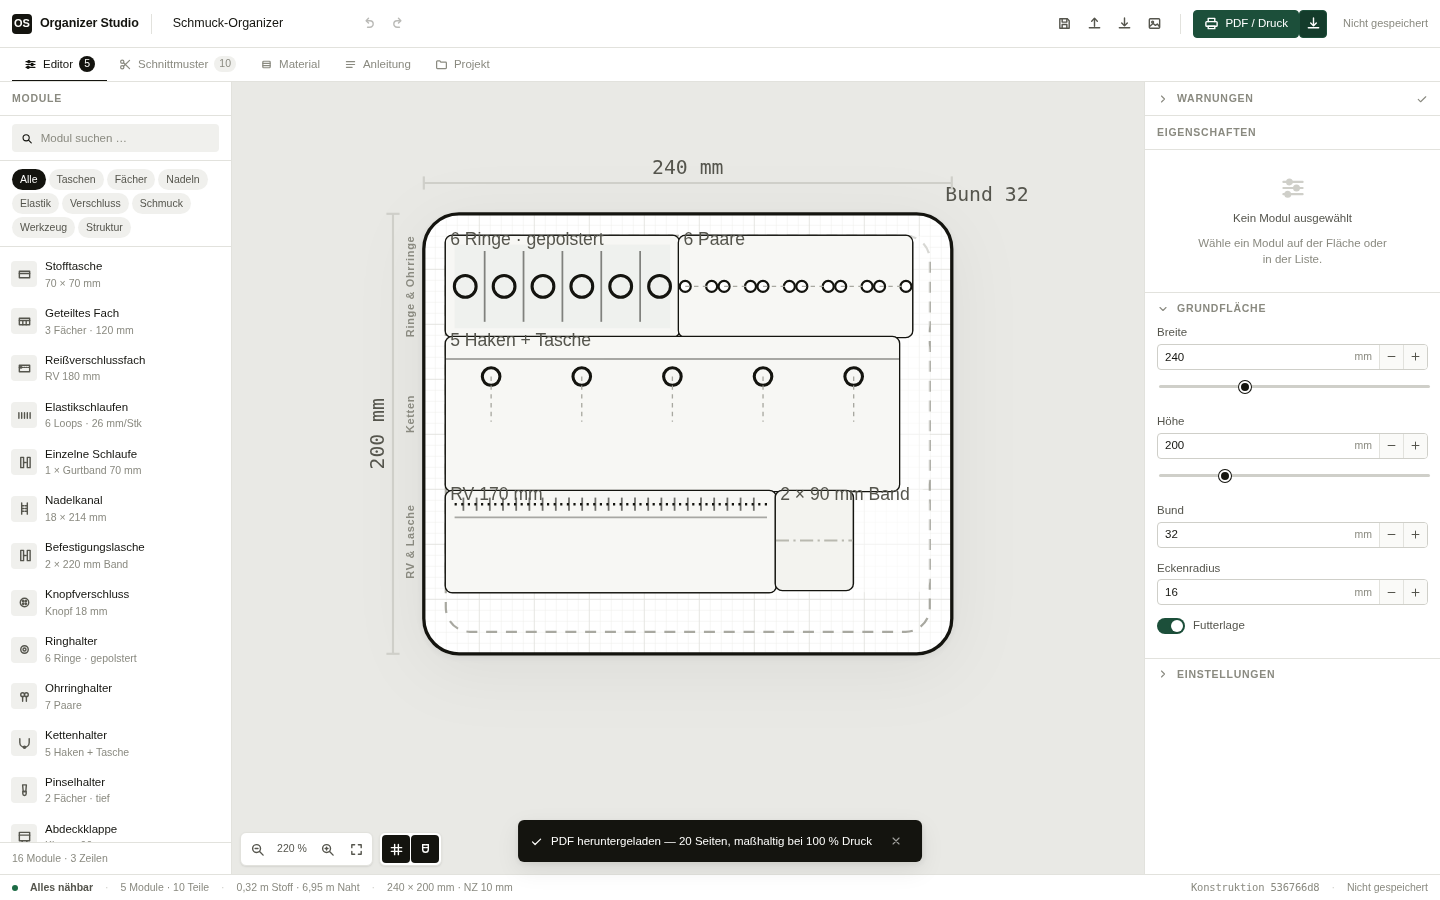 OS Organizer Studio
Schmuck-Organizer
PDF / Druck
Nicht gespeichert
Editor 5
Schnittmuster 10
Material
Anleitung
Projekt
MODULE
Modul suchen …
Alle Taschen Fächer Nadeln
Elastik Verschluss Schmuck
Werkzeug Struktur
Stofftasche
70 × 70 mm
Geteiltes Fach
3 Fächer · 120 mm
Reißverschlussfach
RV 180 mm
Elastikschlaufen
6 Loops · 26 mm/Stk
Einzelne Schlaufe
1 × Gurtband 70 mm
Nadelkanal
18 × 214 mm
Befestigungslasche
2 × 220 mm Band
Knopfverschluss
Knopf 18 mm
Ringhalter
6 Ringe · gepolstert
Ohrringhalter
7 Paare
Kettenhalter
5 Haken + Tasche
Pinselhalter
2 Fächer · tief
Abdeckklappe
16 Module · 3 Zeilen
240 mm
Bund 32
200 mm
Ringe & Ohrringe
Ketten
RV & Lasche
6 Ringe · gepolstert
6 Paare
5 Haken + Tasche
RV 170 mm
2 × 90 mm Band
220 %
PDF heruntergeladen — 20 Seiten, maßhaltig bei 100 % Druck
WARNUNGEN
EIGENSCHAFTEN
Kein Modul ausgewählt
Wähle ein Modul auf der Fläche oder
in der Liste.
GRUNDFLÄCHE
Breite
240 mm
Höhe
200 mm
Bund
32 mm
Eckenradius
16 mm
Futterlage
EINSTELLUNGEN
Alles nähbar · 5 Module · 10 Teile · 0,32 m Stoff · 6,95 m Naht · 240 × 200 mm · NZ 10 mm
Konstruktion 536766d8 · Nicht gespeichert